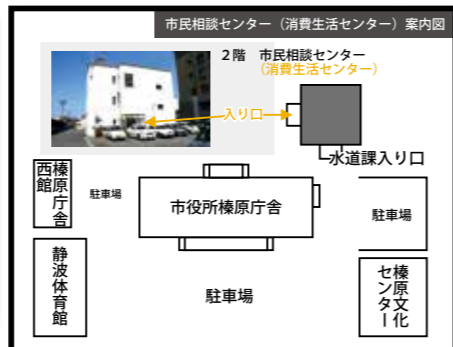 市民相談センター（消費生活センター）案内図
２階　市民相談センター
（消費生活センター）
入り口
水道課入り口
榛原庁舎
西館
駐車場
市役所榛原庁舎
駐車場
静波体育館
駐車場
榛原文化
センター